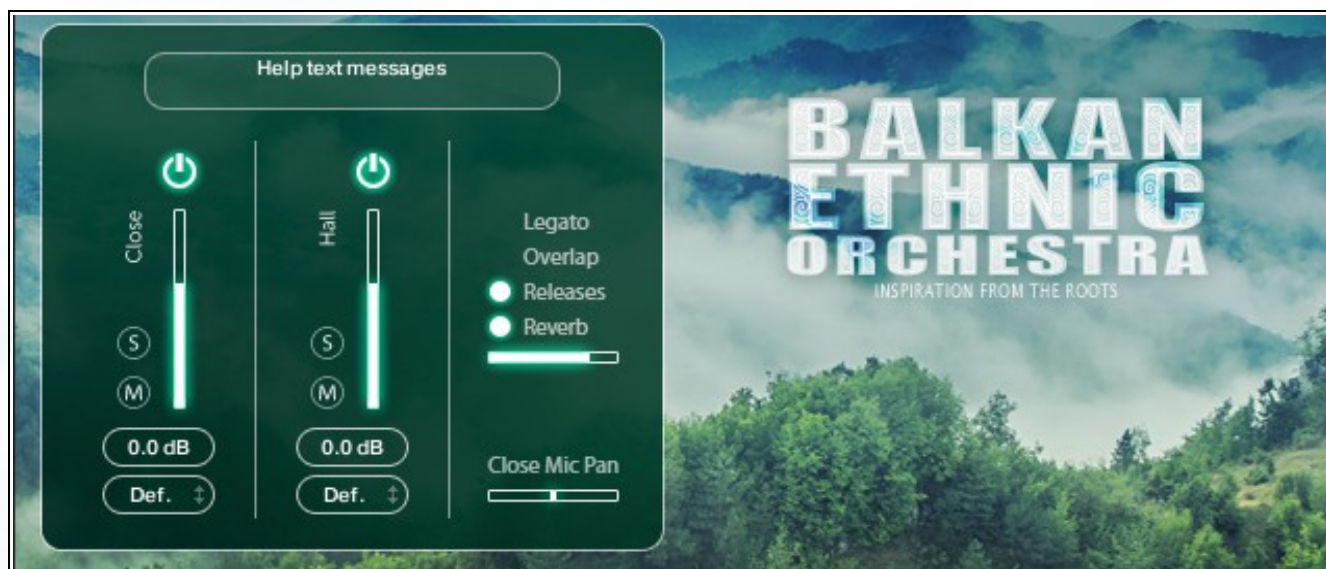 Help text messages
Close
S
M
0.0 dB
Def.
Hall
S
M
0.0 dB
Def.
Legato
Overlap
Releases
Reverb
Close Mic Pan
BALKAN
ETHNIC
ORCHESTRA
INSPIRATION FROM THE ROOTS